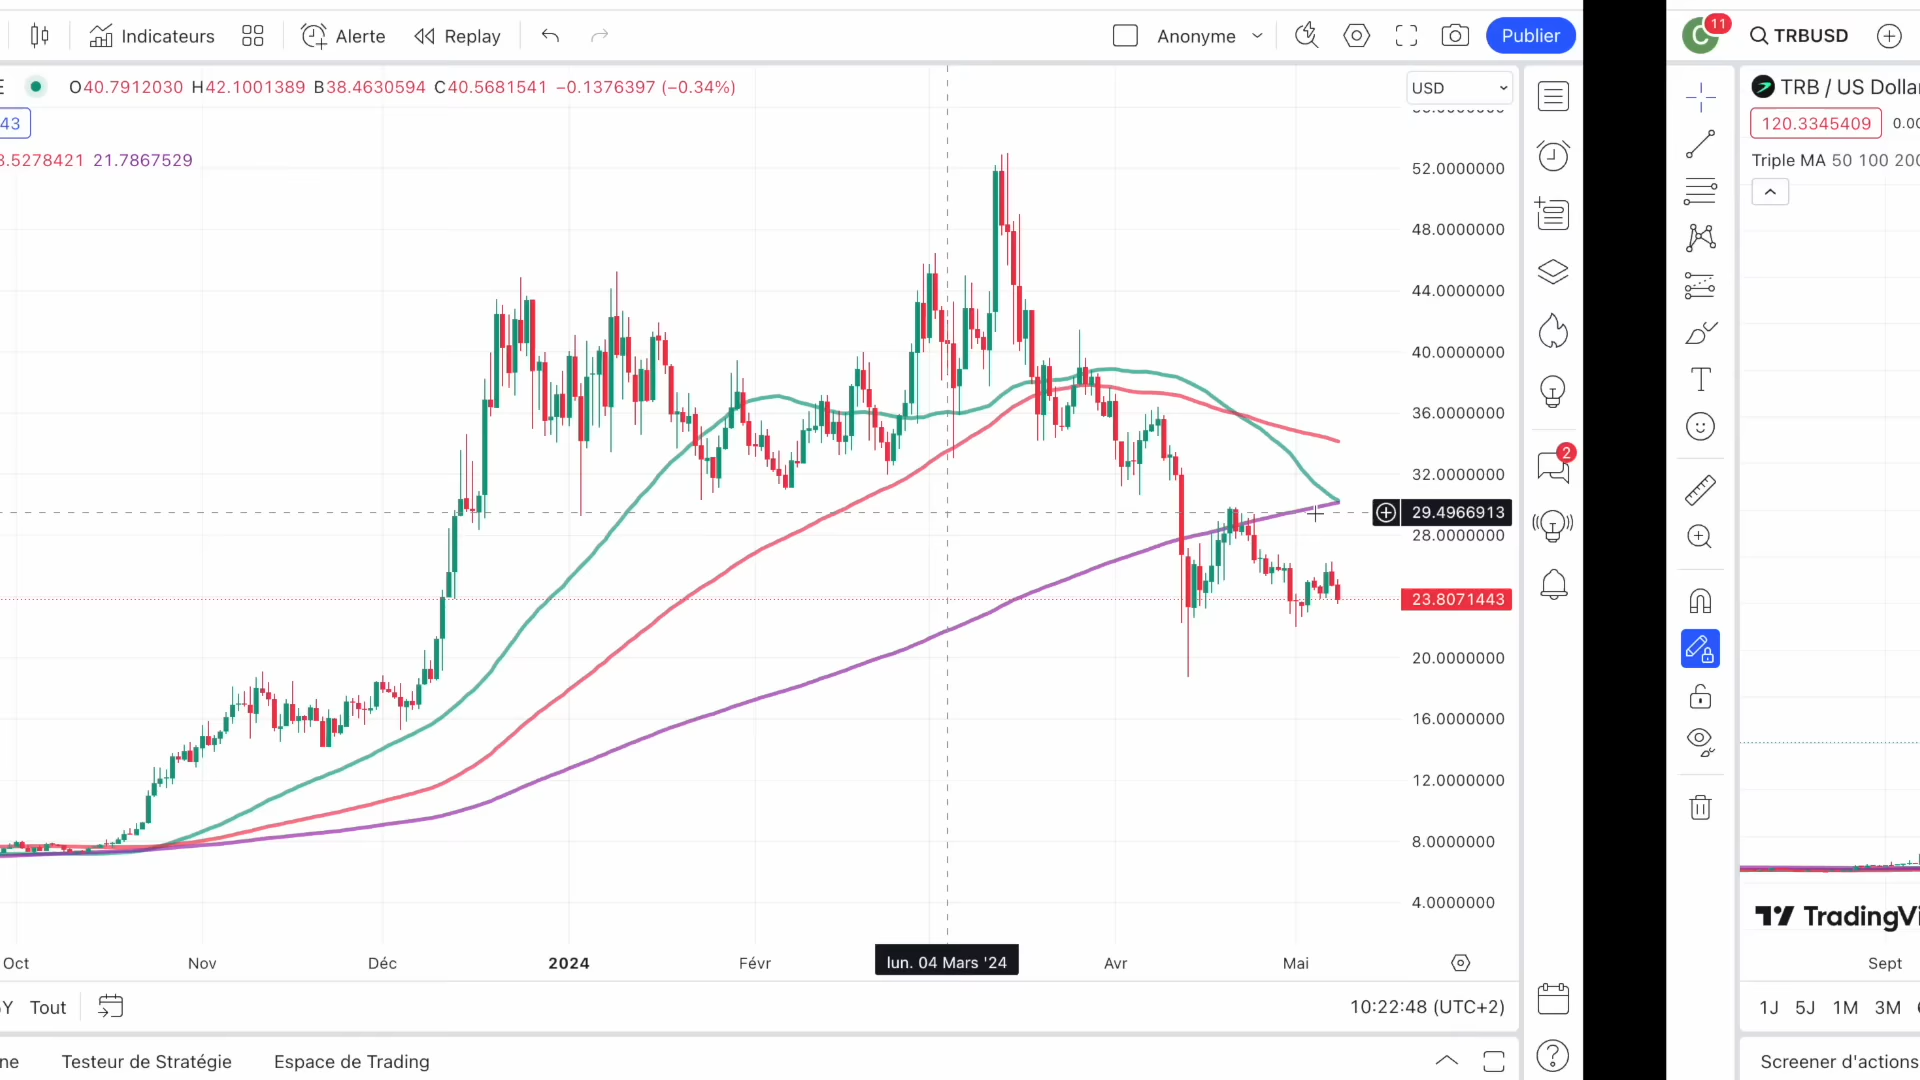 Indicateurs
Alerte
Replay
Anonyme
Publier
O40.7912030 H42.1001389 B38.4630594 C40.5681541 −0.1376397 (−0.34%)
USD
43
21.7867529
52.0000000
48.0000000
44.0000000
40.0000000
36.0000000
32.0000000
29.4966913
28.0000000
23.8071443
20.0000000
16.0000000
12.0000000
8.0000000
4.0000000
Oct
Nov
Déc
2024
Févr
lun. 04 Mars '24
Avr
Mai
Tout
10:22:48 (UTC+2)
Testeur de Stratégie
Espace de Trading
2
C
11
TRBUSD
TRB / US Dolla
120.3345409
0.00
Triple MA 50 100 200
T
TradingVi
Sept
1J 5J 1M 3M
Screener d'actions